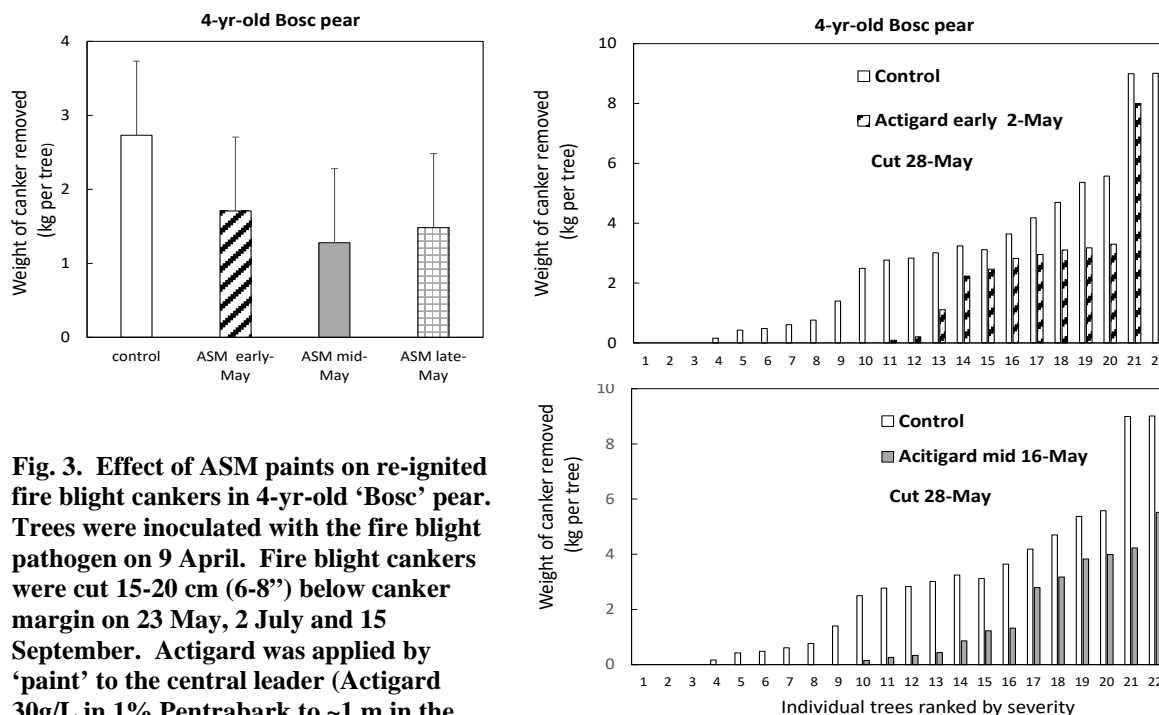 4-yr-old Bosc pear
4
3
2
1
0
Weight of canker removed
(kg per tree)
control
ASM early-
May
ASM mid-
May
ASM late-
May
Fig. 3. Effect of ASM paints on re-ignited
fire blight cankers in 4-yr-old ‘Bosc’ pear.
Trees were inoculated with the fire blight
pathogen on 9 April. Fire blight cankers
were cut 15-20 cm (6-8”) below canker
margin on 23 May, 2 July and 15
September. Actigard was applied by
‘paint’ to the central leader (Actigard
30g/L in 1% Pentrabark to ~1 m in the
4-yr-old Bosc pear
10
8
6
4
2
0
Weight of canker removed
(kg per tree)
Control
Actigard early 2-May
Cut 28-May
1 2 3 4 5 6 7 8 9 10 11 12 13 14 15 16 17 18 19 20 21 2
10
8
6
4
2
0
Weight of canker removed
(kg per tree)
Control
Acitigard mid 16-May
Cut 28-May
1 2 3 4 5 6 7 8 9 10 11 12 13 14 15 16 17 18 19 20 21 22
Individual trees ranked by severity